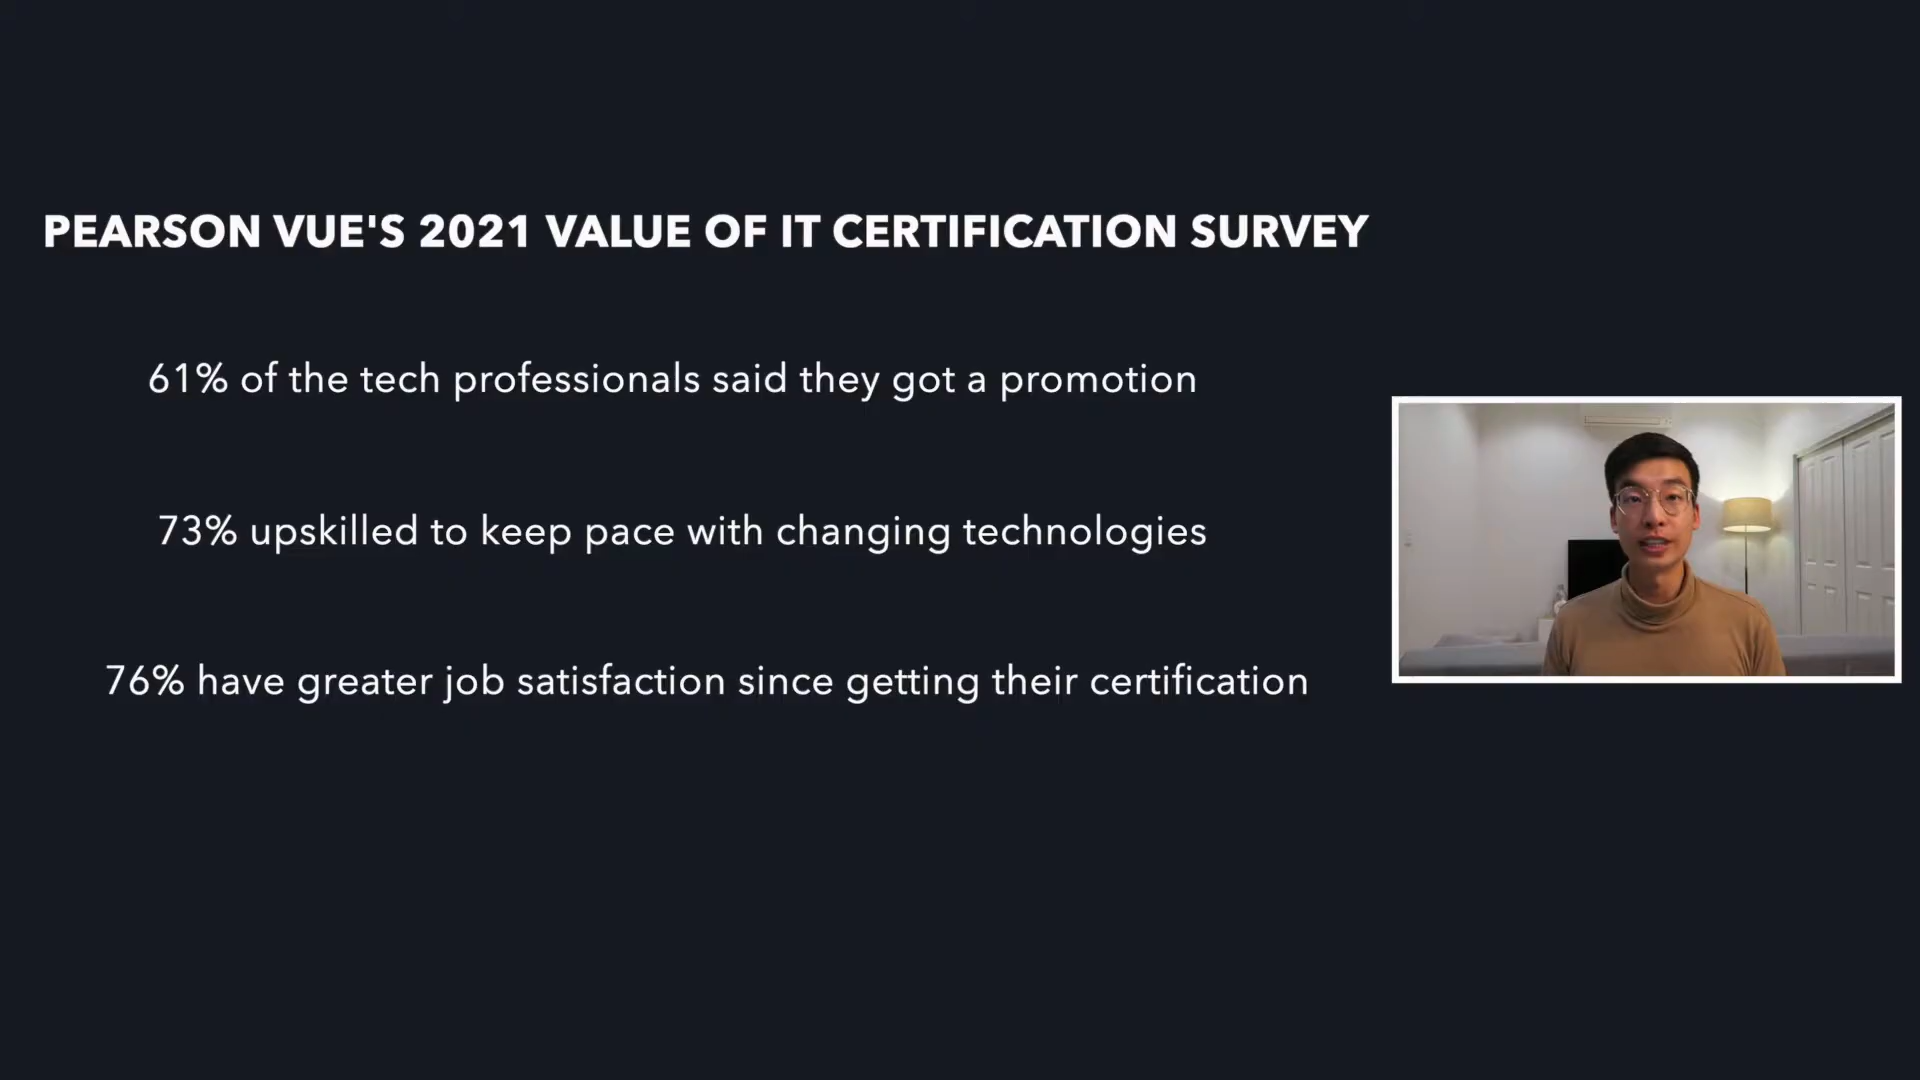 PEARSON VUE'S 2021 VALUE OF IT CERTIFICATION SURVEY
61% of the tech professionals said they got a promotion
73% upskilled to keep pace with changing technologies
76% have greater job satisfaction since getting their certification